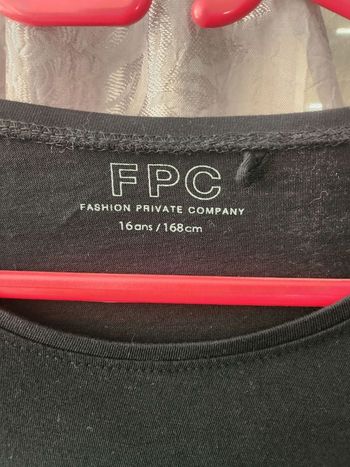 FPC
FASHION PRIVATE COMPANY
16ans / 168cm